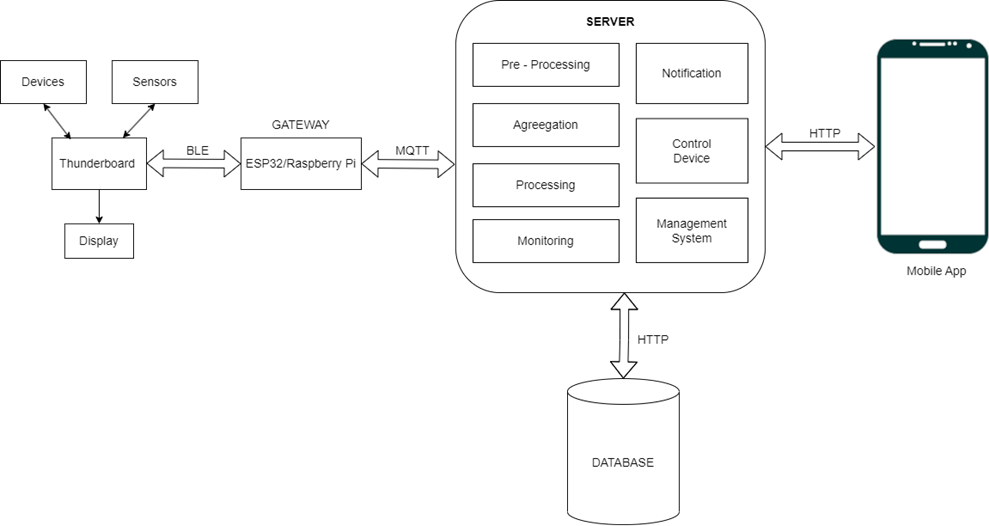 SERVER
Pre - Processing
Notification
Devices
Sensors
Agreegation
GATEWAY
HTTP
Control
Device
BLE
MQTT
Thunderboard
ESP32/Raspberry Pi
Processing
Management
System
Display
Monitoring
Mobile App
HTTP
DATABASE